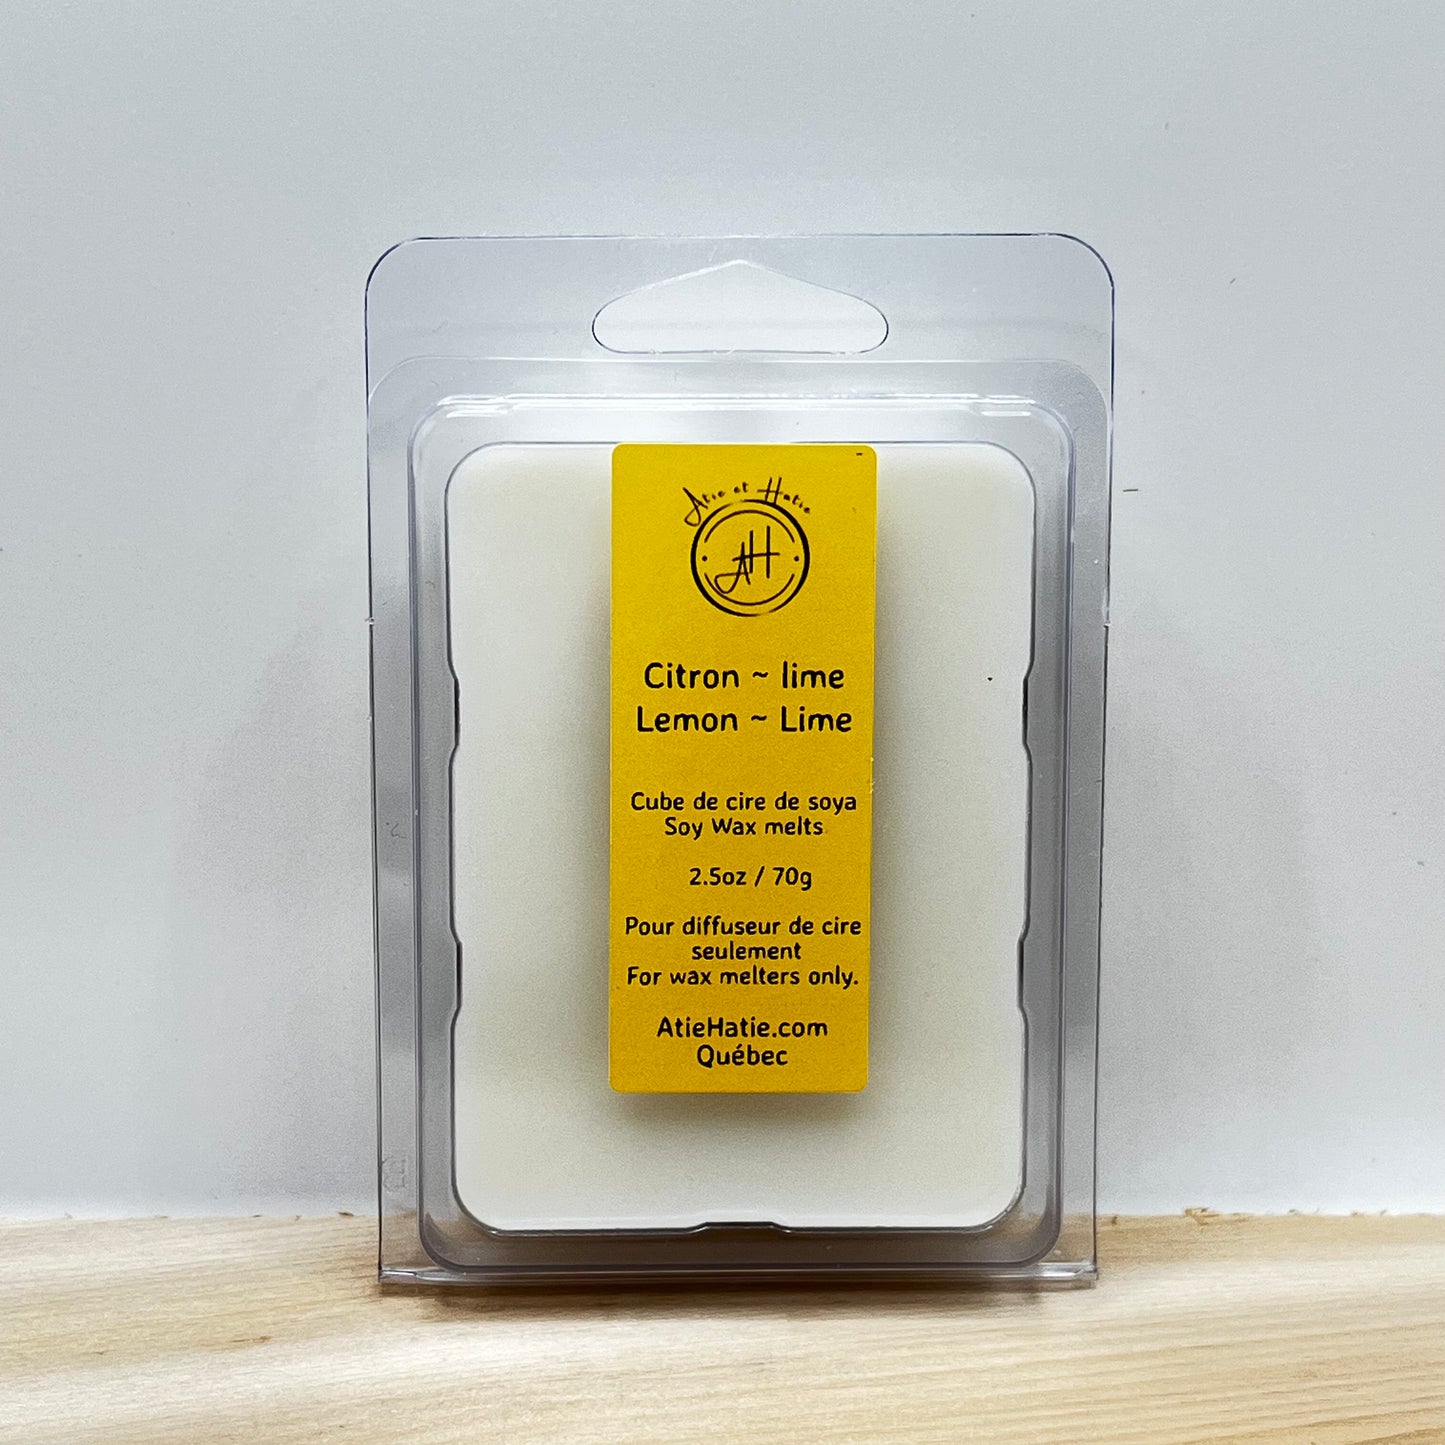 Atie et Hatie
AH
Citron ~ lime
Lemon ~ Lime
Cube de cire de soya
Soy Wax melts
2.5oz / 70g
Pour diffuseur de cire
seulement
For wax melters only.
AtieHatie.com
Québec